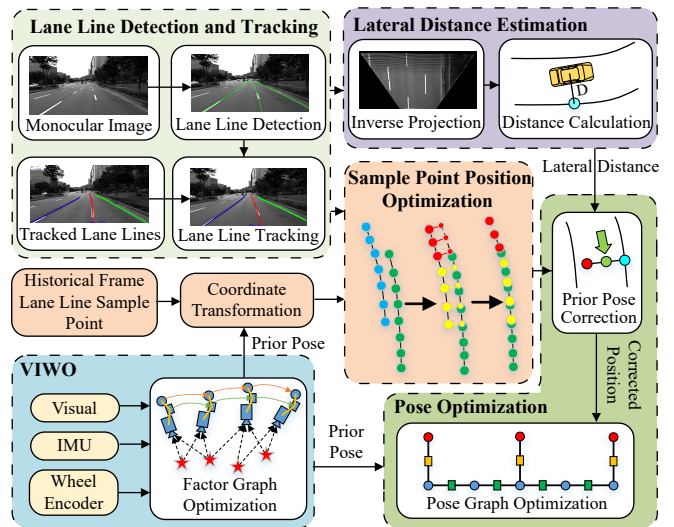 Lane Line Detection and Tracking
Monocular Image
Lane Line Detection
Tracked Lane Lines
Lane Line Tracking
Lateral Distance Estimation
Inverse Projection
D
Distance Calculation
Lateral Distance
Sample Point Position
Optimization
Historical Frame
Lane Line Sample
Point
Coordinate
Transformation
Prior Pose
Prior Pose
Correction
Corrected
Position
VIWO
Visual
IMU
Wheel
Encoder
Factor Graph
Optimization
Prior
Pose
Pose Optimization
Pose Graph Optimization